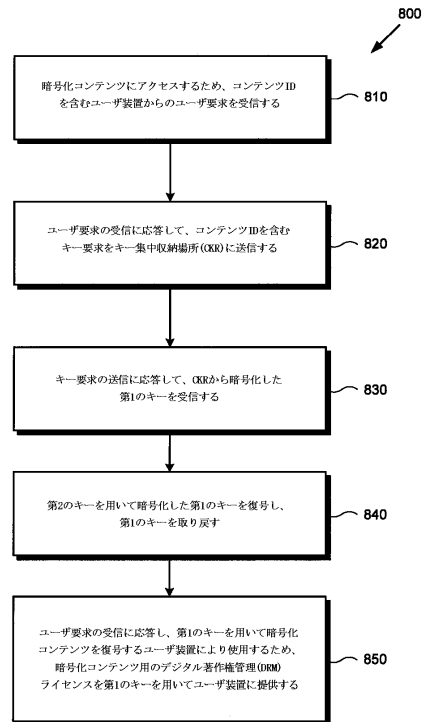 800
暗号化コンテンツにアクセスするため、コンテンツID
を含むユーザ装置からのユーザ要求を受信する
810
ユーザ要求の受信に応答して、コンテンツIDを含む
キー要求をキー集中収納場所(CKR)に送信する
820
キー要求の送信に応答して、CKRから暗号化した
第1のキーを受信する
830
第2のキーを用いて暗号化した第1のキーを復号し、
第1のキーを取り戻す
840
ユーザ要求の受信に応答し、第1のキーを用いて暗号化
コンテンツを復号するユーザ装置により使用するため、
暗号化コンテンツ用のデジタル著作権管理(DRM)
ライセンスを第1のキーを用いてユーザ装置に提供する
850